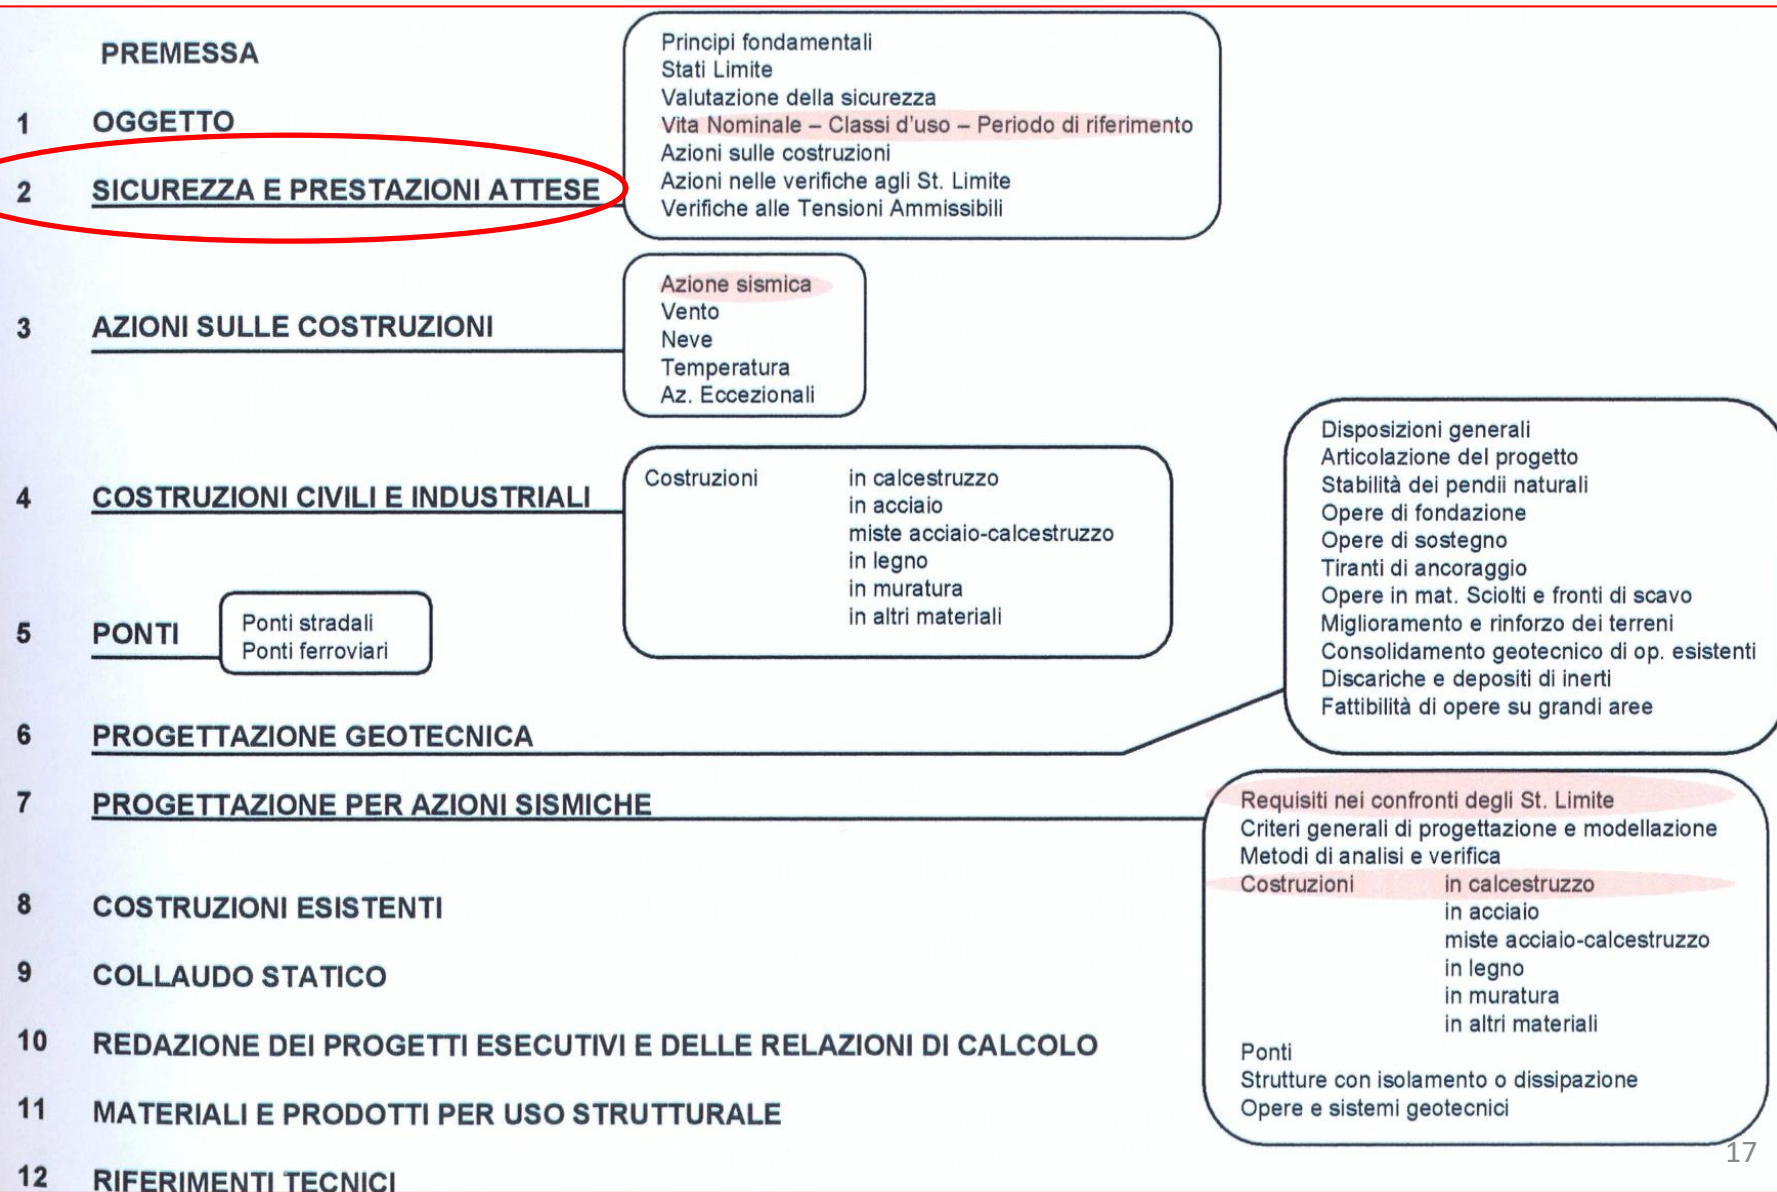 PREMESSA
1 OGGETTO
2 SICUREZZA E PRESTAZIONI ATTESE
Principi fondamentali
Stati Limite
Valutazione della sicurezza
Vita Nominale – Classi d'uso – Periodo di riferimento
Azioni sulle costruzioni
Azioni nelle verifiche agli St. Limite
Verifiche alle Tensioni Ammissibili
3 AZIONI SULLE COSTRUZIONI
Azione sismica
Vento
Neve
Temperatura
Az. Eccezionali
4 COSTRUZIONI CIVILI E INDUSTRIALI
Costruzioni in calcestruzzo
in acciaio
miste acciaio-calcestruzzo
in legno
in muratura
in altri materiali
5 PONTI
Ponti stradali
Ponti ferroviari
6 PROGETTAZIONE GEOTECNICA
Disposizioni generali
Articolazione del progetto
Stabilità dei pendii naturali
Opere di fondazione
Opere di sostegno
Tiranti di ancoraggio
Opere in mat. Sciolti e fronti di scavo
Miglioramento e rinforzo dei terreni
Consolidamento geotecnico di op. esistenti
Discariche e depositi di inerti
Fattibilità di opere su grandi aree
7 PROGETTAZIONE PER AZIONI SISMICHE
Requisiti nei confronti degli St. Limite
Criteri generali di progettazione e modellazione
Metodi di analisi e verifica
Costruzioni in calcestruzzo
in acciaio
miste acciaio-calcestruzzo
in legno
in muratura
in altri materiali
Ponti
Strutture con isolamento o dissipazione
Opere e sistemi geotecnici
8 COSTRUZIONI ESISTENTI
9 COLLAUDO STATICO
10 REDAZIONE DEI PROGETTI ESECUTIVI E DELLE RELAZIONI DI CALCOLO
11 MATERIALI E PRODOTTI PER USO STRUTTURALE
12 RIFERIMENTI TECNICI
17